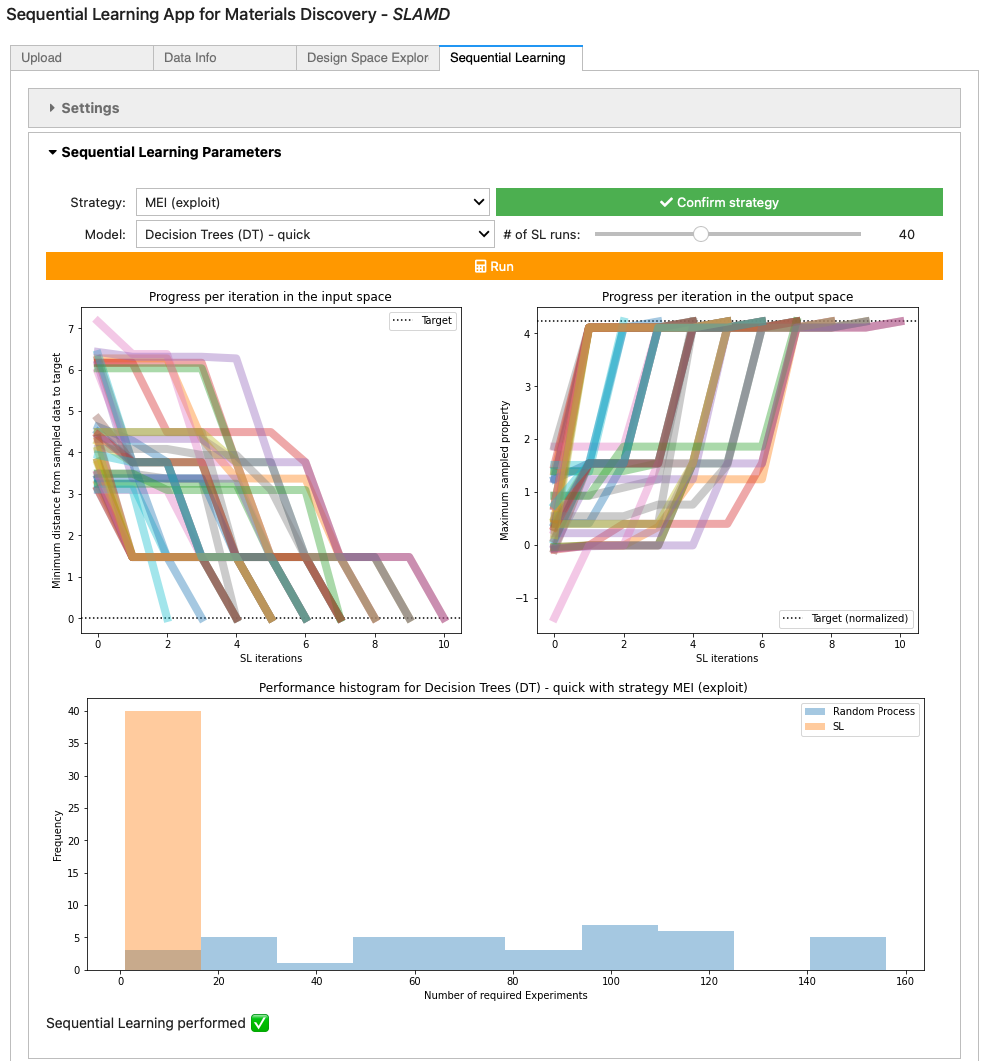 Sequential Learning App for Materials Discovery - SLAMD
Upload Data Info Design Space Explor Sequential Learning
Settings
Sequential Learning Parameters
Strategy: MEI (exploit) Confirm strategy
Model: Decision Trees (DT) - quick # of SL runs: 40
Run
Progress per iteration in the input space
Target
Minimum distance from sampled data to target
7
6
5
4
3
2
1
0
0 2 4 6 8 10
SL iterations
Progress per iteration in the output space
Maximum sampled property
4
3
2
1
0
−1
Target (normalized)
0 2 4 6 8 10
SL iterations
Performance histogram for Decision Trees (DT) - quick with strategy MEI (exploit)
Random Process
SL
Frequency
40
35
30
25
20
15
10
5
0
0 20 40 60 80 100 120 140 160
Number of required Experiments
Sequential Learning performed ✅